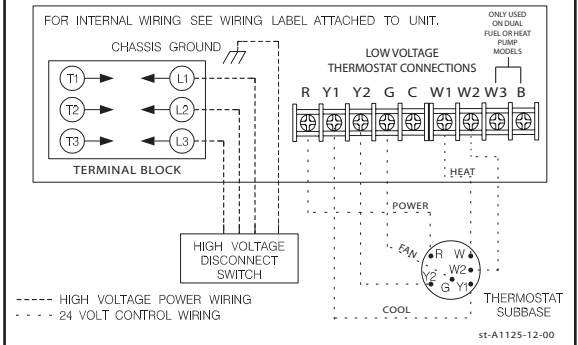 FOR INTERNAL WIRING SEE WIRING LABEL ATTACHED TO UNIT.
ONLY USED
ON DUAL
FUEL OR HEAT
PUMP
MODELS
CHASSIS GROUND
LOW VOLTAGE
THERMOSTAT CONNECTIONS
R Y1 Y2 G C W1 W2 W3 B
T1 L1
T2 L2
T3 L3
TERMINAL BLOCK
HEAT
POWER
FAN
HIGH VOLTAGE
DISCONNECT
SWITCH
R W
W2
Y2 G Y1
THERMOSTAT
SUBBASE
COOL
----- HIGH VOLTAGE POWER WIRING
- - - - - 24 VOLT CONTROL WIRING
st-A1125-12-00